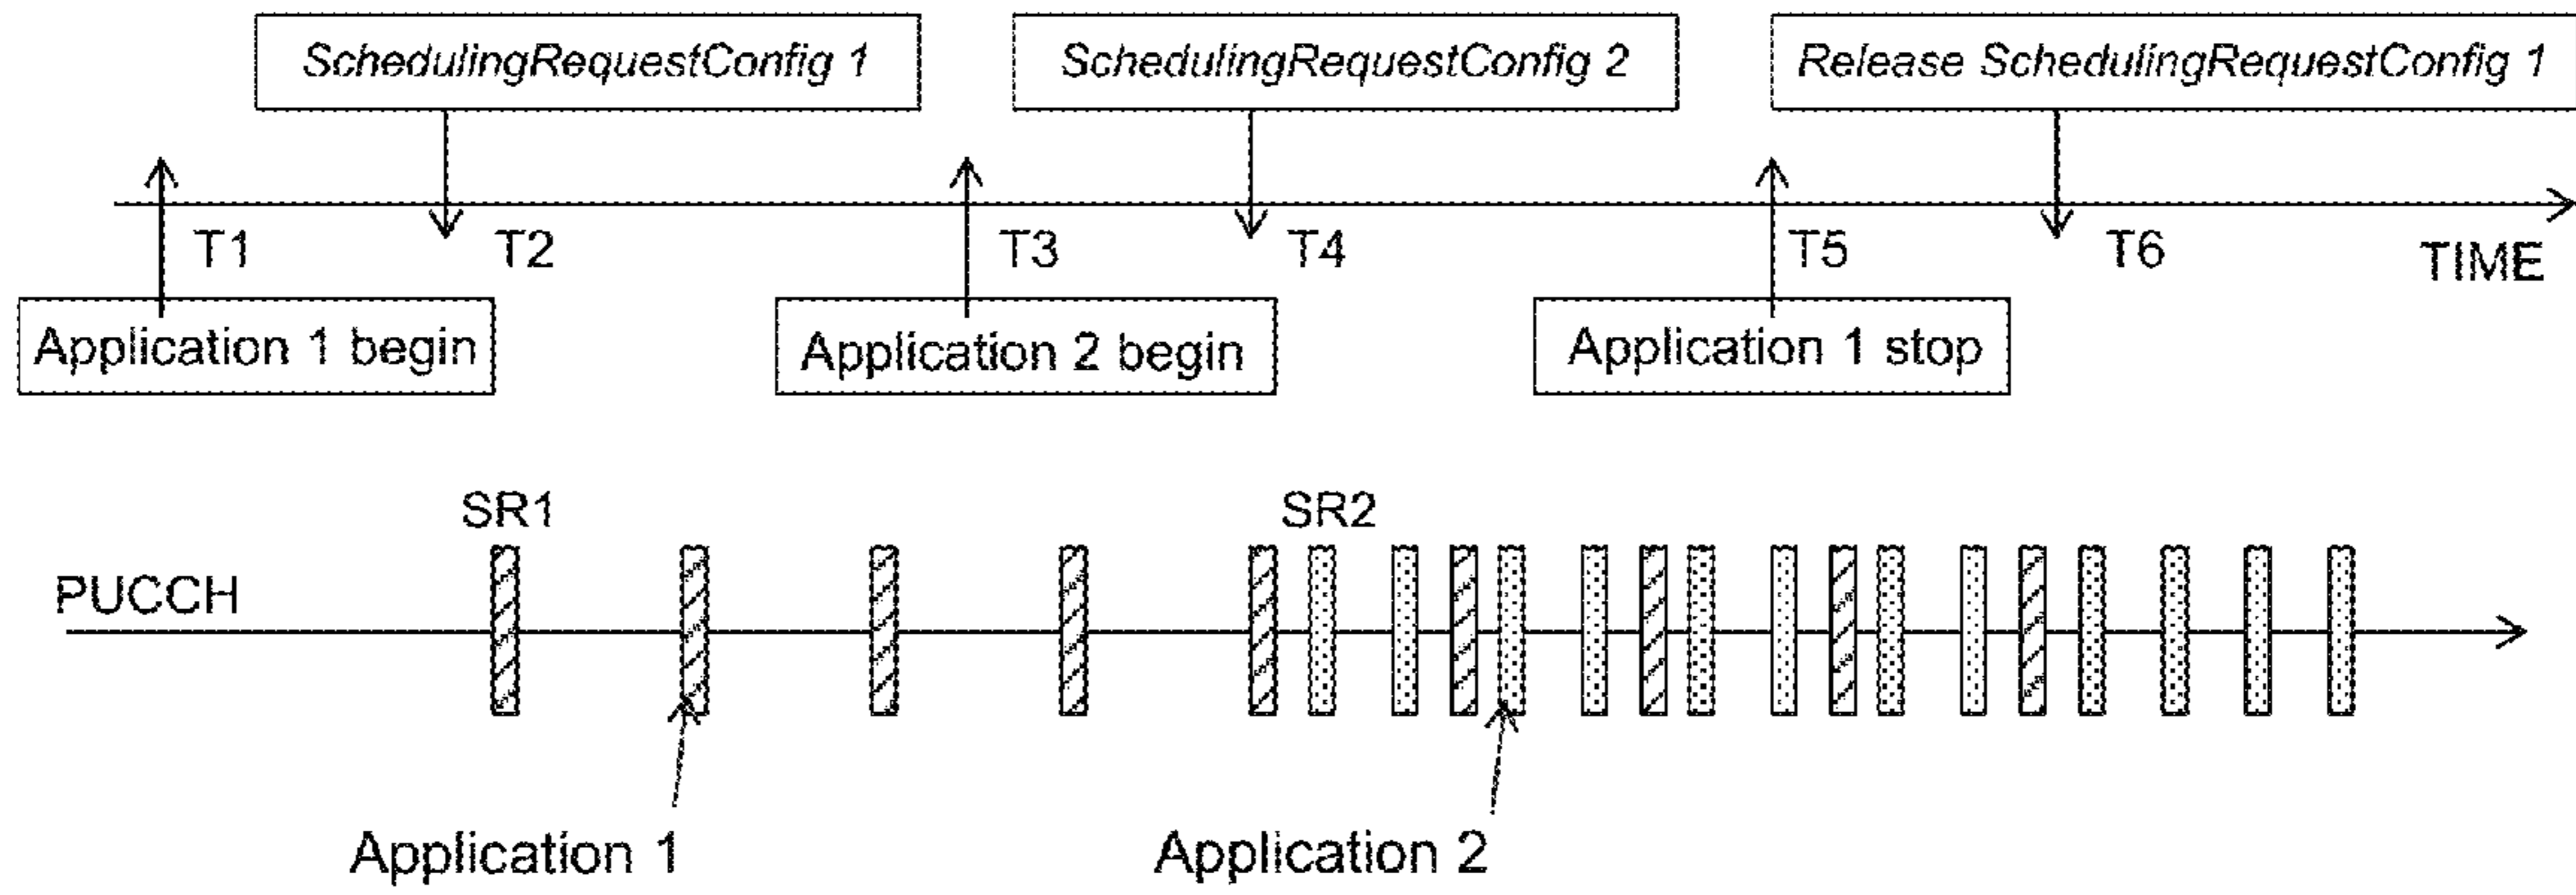 SchedulingRequestConfig 1
SchedulingRequestConfig 2
Release SchedulingRequestConfig 1
T1
T2
T3
T4
T5
T6
TIME
Application 1 begin
Application 2 begin
Application 1 stop
SR1
SR2
PUCCH
Application 1
Application 2